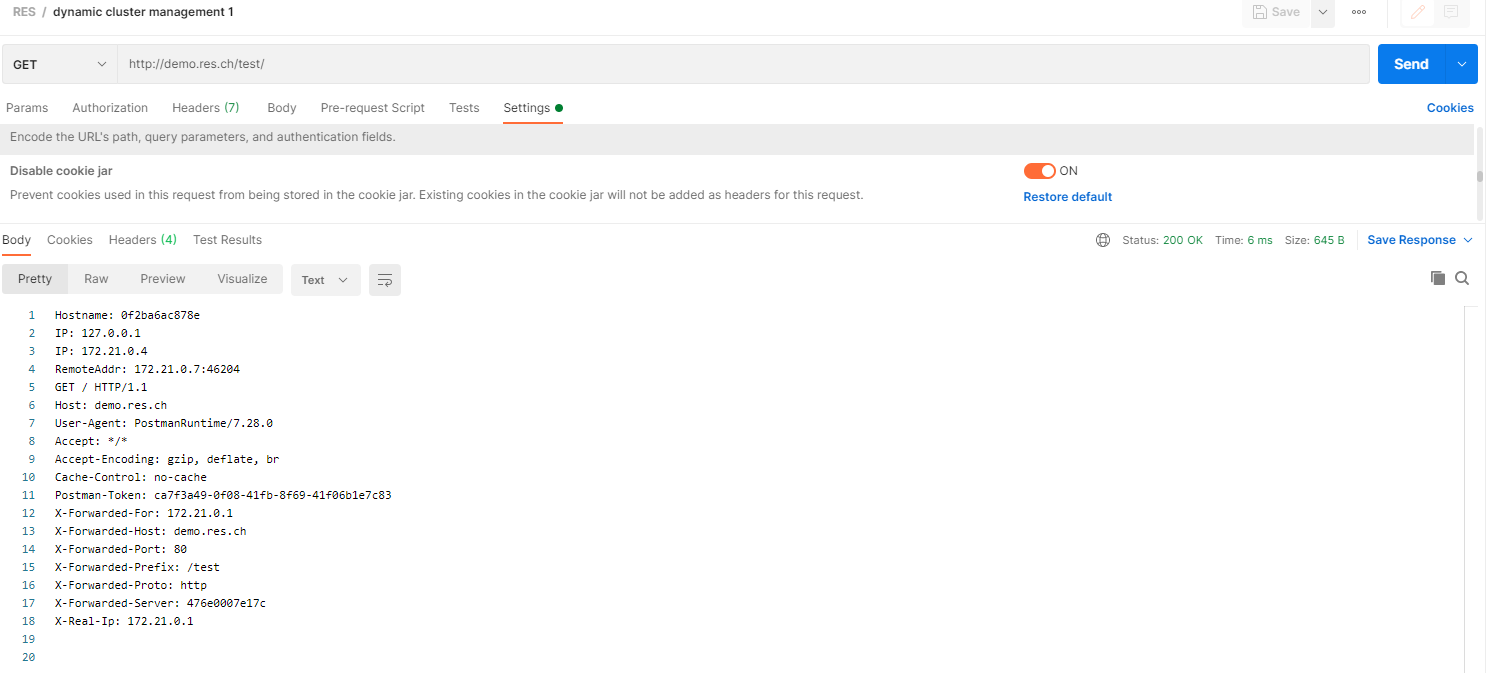 RES / dynamic cluster management 1
Save
GET
http://demo.res.ch/test/
Send
Params Authorization Headers (7) Body Pre-request Script Tests Settings Cookies
Encode the URL's path, query parameters, and authentication fields.
Disable cookie jar
ON
Prevent cookies used in this request from being stored in the cookie jar. Existing cookies in the cookie jar will not be added as headers for this request.
Restore default
Body Cookies Headers (4) Test Results
Status: 200 OK Time: 6 ms Size: 645 B Save Response
Pretty Raw Preview Visualize Text
1 Hostname: 0f2ba6ac878e
2 IP: 127.0.0.1
3 IP: 172.21.0.4
4 RemoteAddr: 172.21.0.7:46204
5 GET / HTTP/1.1
6 Host: demo.res.ch
7 User-Agent: PostmanRuntime/7.28.0
8 Accept: */*
9 Accept-Encoding: gzip, deflate, br
10 Cache-Control: no-cache
11 Postman-Token: ca7f3a49-0f08-41fb-8f69-41f06b1e7c83
12 X-Forwarded-For: 172.21.0.1
13 X-Forwarded-Host: demo.res.ch
14 X-Forwarded-Port: 80
15 X-Forwarded-Prefix: /test
16 X-Forwarded-Proto: http
17 X-Forwarded-Server: 476e0007e17c
18 X-Real-Ip: 172.21.0.1
19
20